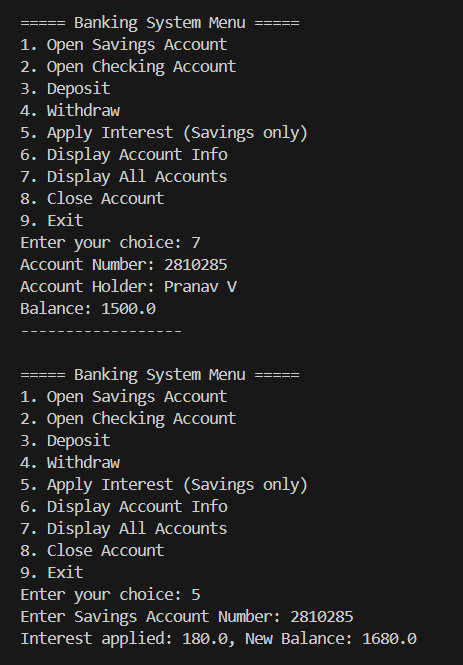 ===== Banking System Menu =====
1. Open Savings Account
2. Open Checking Account
3. Deposit
4. Withdraw
5. Apply Interest (Savings only)
6. Display Account Info
7. Display All Accounts
8. Close Account
9. Exit
Enter your choice: 7
Account Number: 2810285
Account Holder: Pranav V
Balance: 1500.0
------------------
===== Banking System Menu =====
1. Open Savings Account
2. Open Checking Account
3. Deposit
4. Withdraw
5. Apply Interest (Savings only)
6. Display Account Info
7. Display All Accounts
8. Close Account
9. Exit
Enter your choice: 5
Enter Savings Account Number: 2810285
Interest applied: 180.0, New Balance: 1680.0